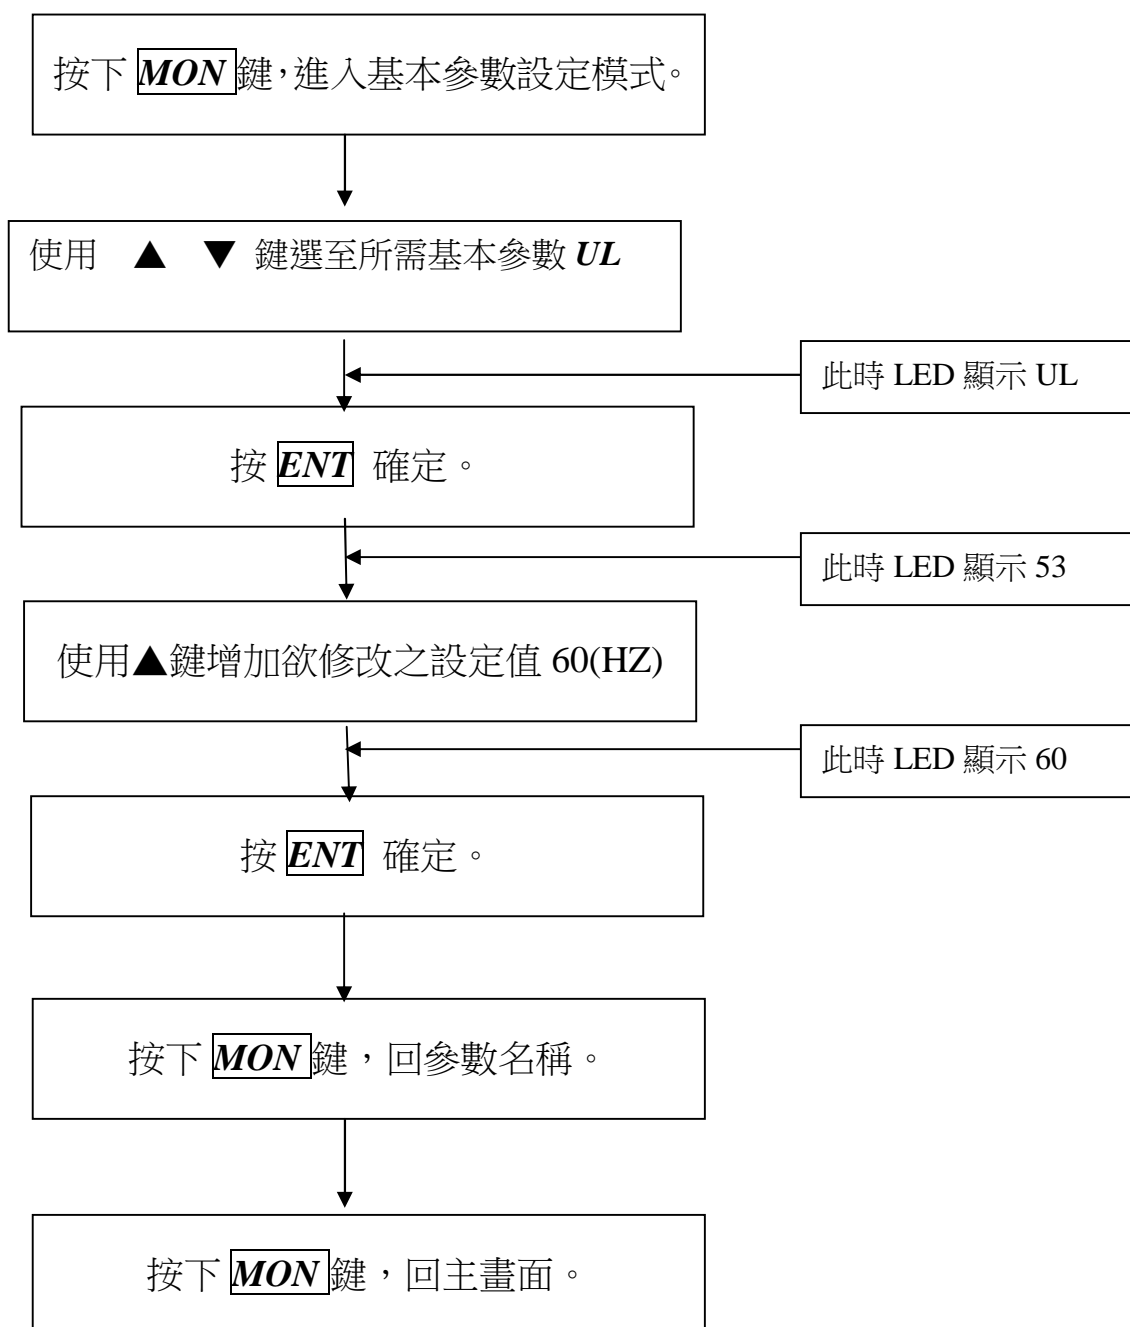 按下 MON 鍵，進入基本參數設定模式。
使用 ▲ ▼ 鍵選至所需基本參數 UL
此時 LED 顯示 UL
按 ENT 確定。
此時 LED 顯示 53
使用▲鍵增加欲修改之設定值 60(HZ)
此時 LED 顯示 60
按 ENT 確定。
按下 MON 鍵，回參數名稱。
按下 MON 鍵，回主畫面。